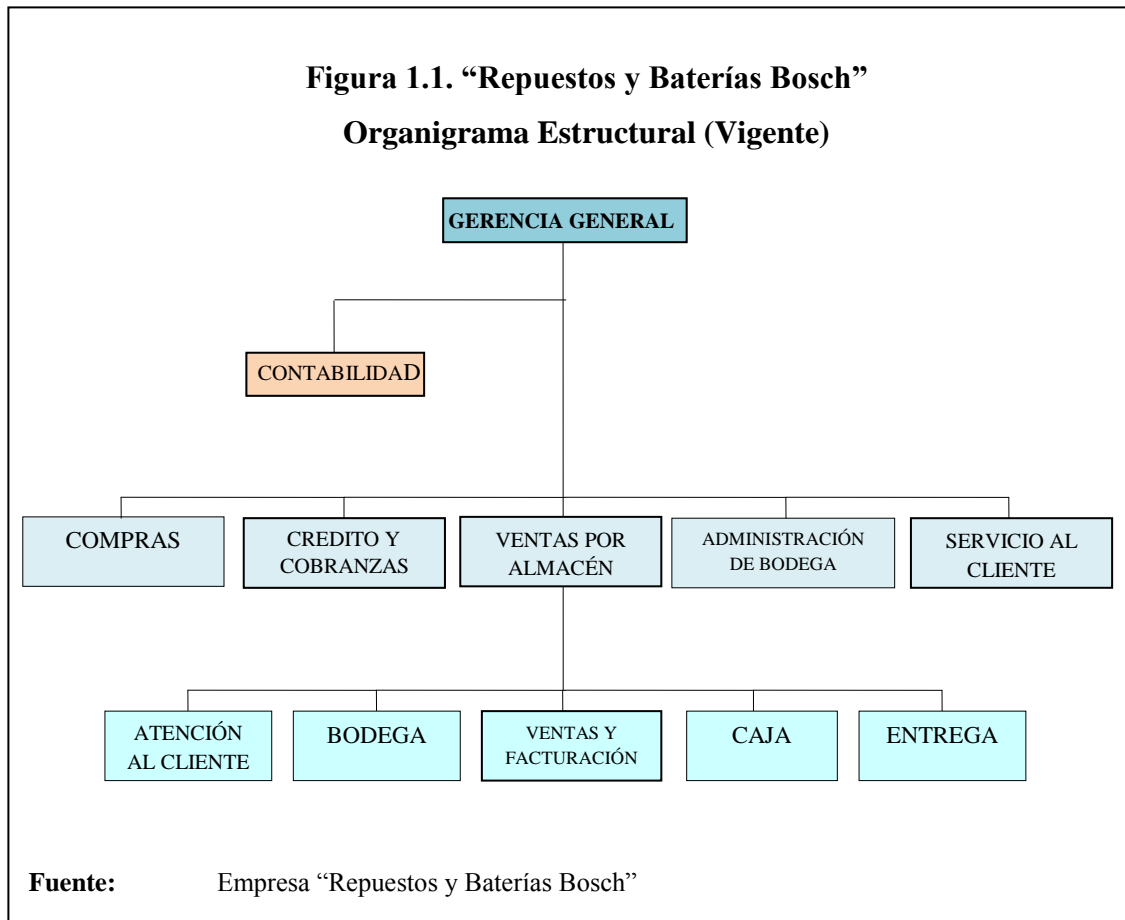 Figura 1.1. “Repuestos y Baterías Bosch”
Organigrama Estructural (Vigente)
GERENCIA GENERAL
CONTABILIDAD
COMPRAS
CREDITO Y
COBRANZAS
VENTAS POR
ALMACÉN
ADMINISTRACIÓN
DE BODEGA
SERVICIO AL
CLIENTE
ATENCIÓN
AL CLIENTE
BODEGA
VENTAS Y
FACTURACIÓN
CAJA
ENTREGA
Fuente: Empresa “Repuestos y Baterías Bosch”